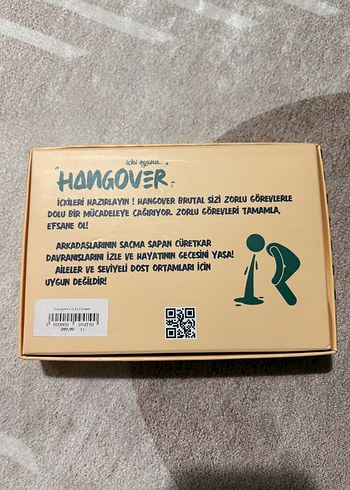 içki oyunu
HANGOVER
İÇKİLERİ HAZIRLAYIN ! HANGOVER BRUTAL SİZİ ZORLU GÖREVLERLE
DOLU BİR MÜCADELEYE ÇAĞIRIYOR. ZORLU GÖREVLERİ TAMAMLA,
EFSANE OL!
ARKADAŞLARININ SAÇMA SAPAN CÜRETKAR
DAVRANIŞLARINI İZLE VE HAYATININ GECESİNİ YAŞA!
AİLELER VE SEVİYELİ DOST ORTAMLARI İÇİN
UYGUN DEĞİLDİR!